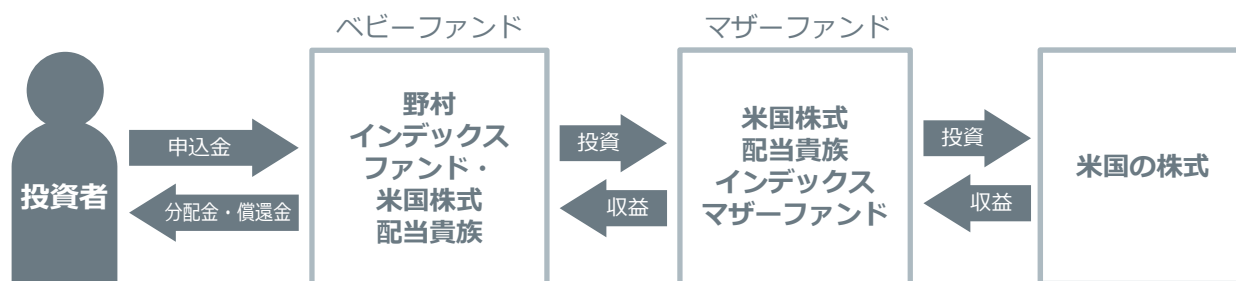 ベビーファンド
マザーファンド
投資者
申込金
分配金・償還金
野村
インデックス
ファンド・
米国株式
配当貴族
投資
収益
米国株式
配当貴族
インデックス
マザーファンド
投資
収益
米国の株式